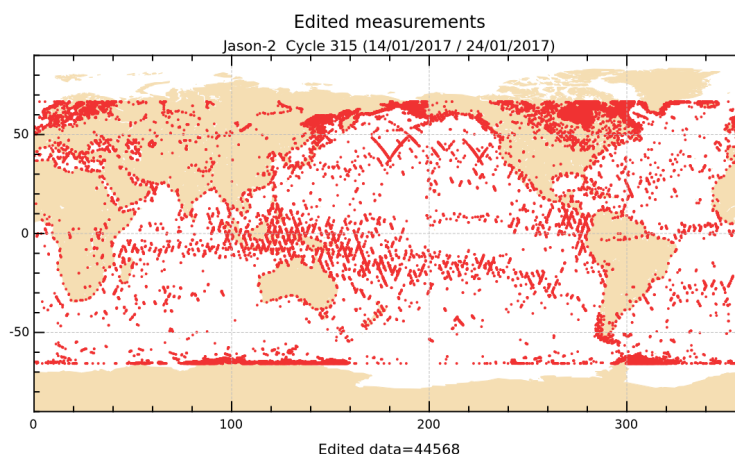 Edited measurements
Jason-2 Cycle 315 (14/01/2017 / 24/01/2017)
50
0
-50
0 100 200 300
Edited data=44568